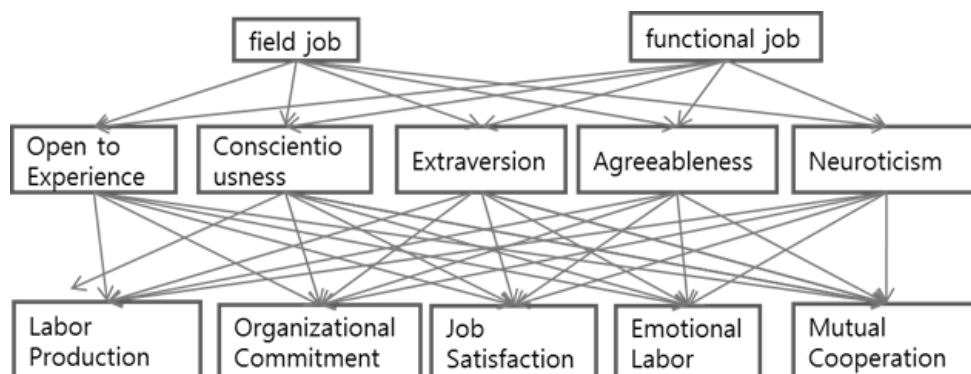 field job
functional job
Open to
Experience
Conscientio
usness
Extraversion
Agreeableness
Neuroticism
Labor
Production
Organizational
Commitment
Job
Satisfaction
Emotional
Labor
Mutual
Cooperation